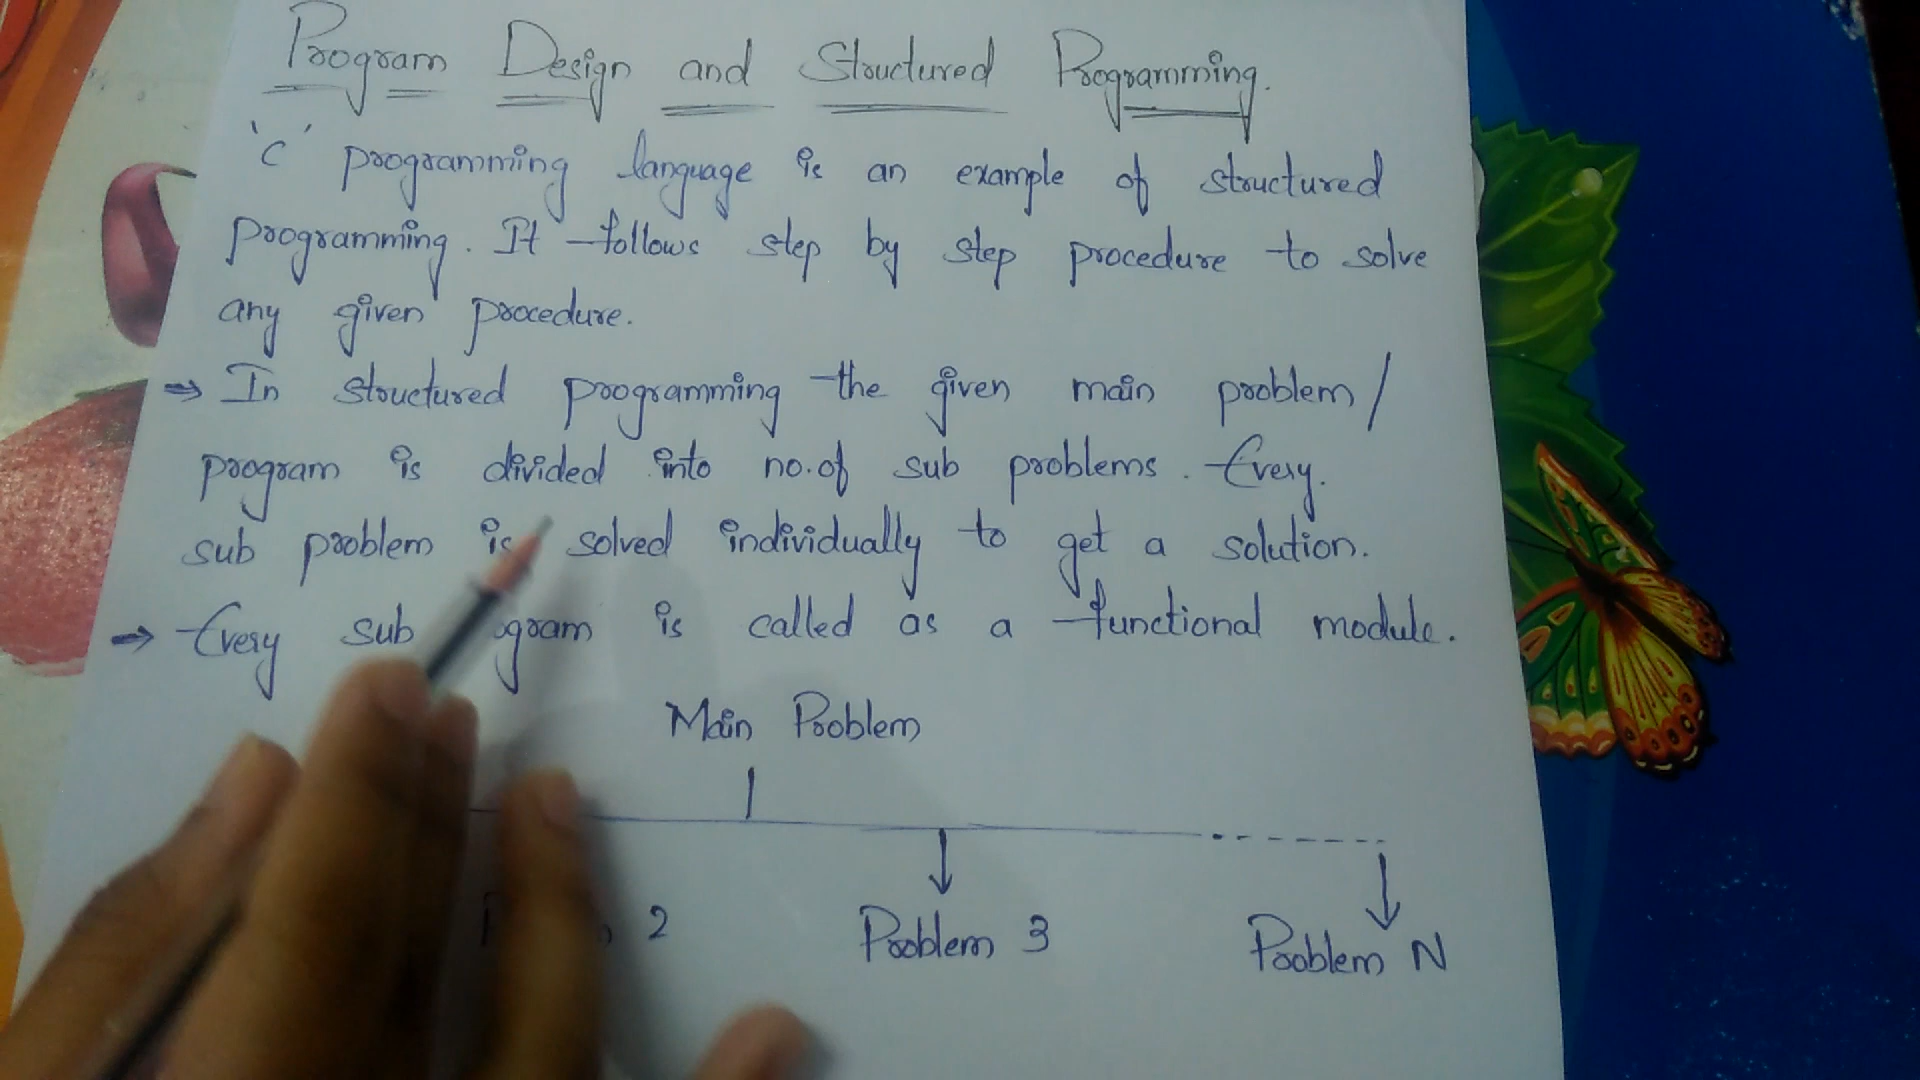 Program Design and Structured Programming.
'C' programming language is an example of structured
programming. It follows step by step procedure to solve
any given procedure.
⇒ In structured programming the given main problem/
program is divided into no.of sub problems. Every.
sub problem is solved individually to get a solution.
⇒ Every sub is called as a functional module.
Main Problem
2 Problem 3 Problem N